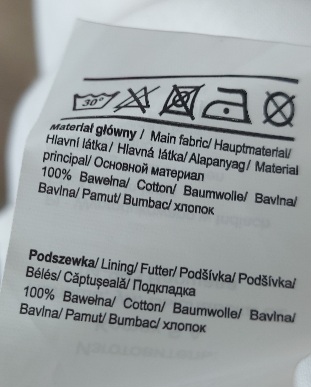 30°
Materiał główny / Main fabric/ Hauptmaterial/
Hlavní látka / Hlavná látka/ Alapanyag/ Material
principal/ Основной материал
100% Bawełna/ Cotton/ Baumwolle/ Bavlna/
Bavlna/ Pamut/ Bumbac/ хлопок
Podszewka/ Lining/ Futter/ Podšívka/ Podšívka/
Bélés/ Căptușeală/ Подкладка
100% Bawełna/ Cotton/ Baumwolle/ Bavlna/
Bavlna/ Pamut/ Bumbac/ хлопок